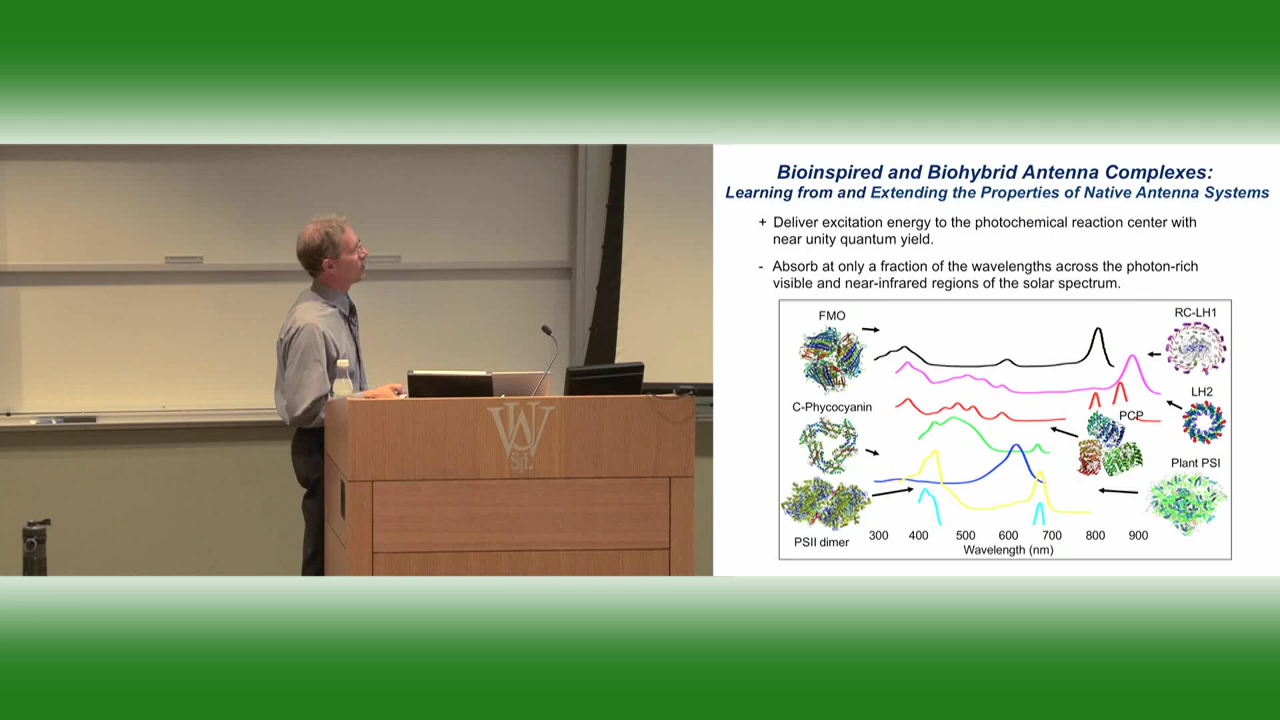 Bioinspired and Biohybrid Antenna Complexes:
Learning from and Extending the Properties of Native Antenna Systems
+ Deliver excitation energy to the photochemical reaction center with
near unity quantum yield.
- Absorb at only a fraction of the wavelengths across the photon-rich
visible and near-infrared regions of the solar spectrum.
FMO
RC-LH1
LH2
C-Phycocyanin
PCP
Plant PSI
PSII dimer
300 400 500 600 700 800 900
Wavelength (nm)
WU
StL